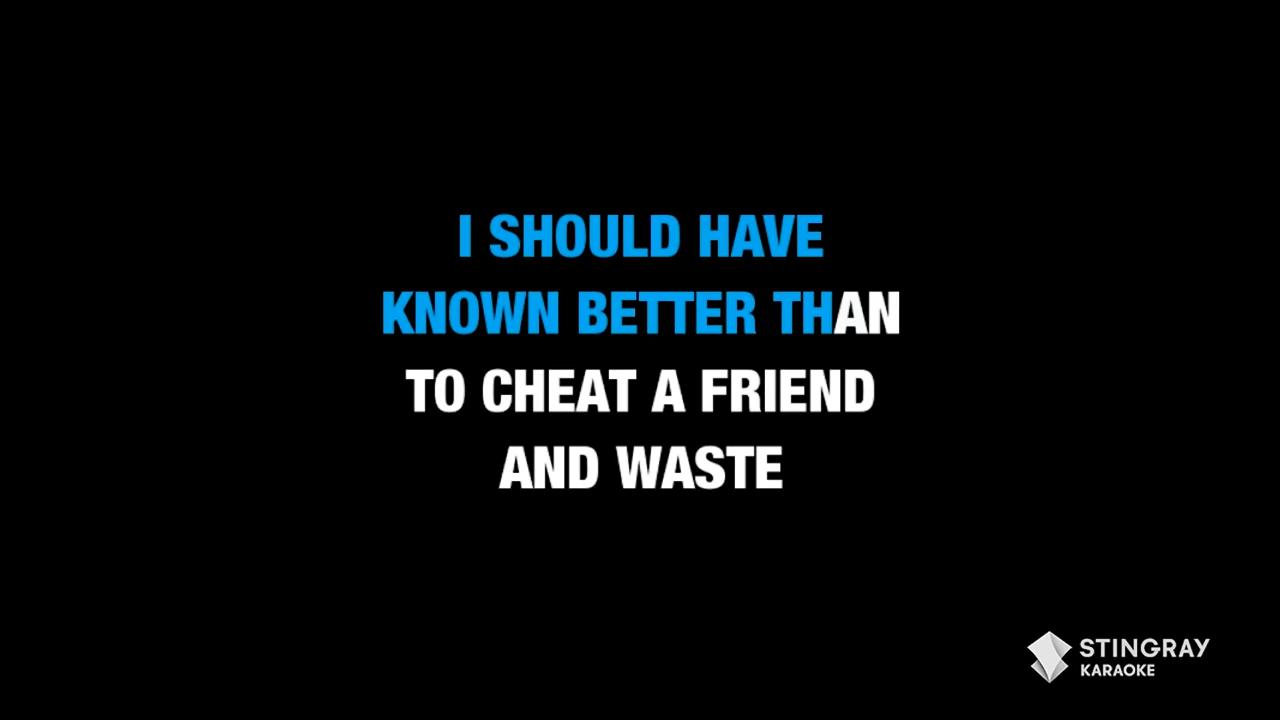 I SHOULD HAVE
KNOWN BETTER THAN
TO CHEAT A FRIEND
AND WASTE
STINGRAY
KARAOKE